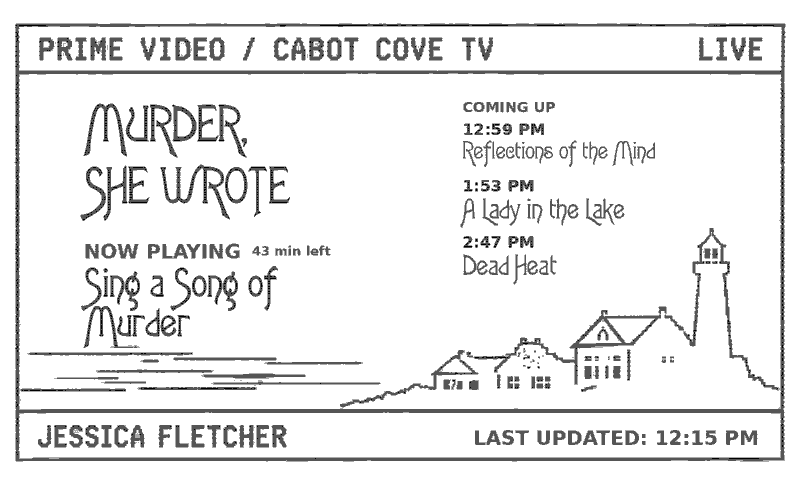 PRIME VIDEO / CABOT COVE TV
LIVE
MURDER,
SHE WROTE
NOW PLAYING 43 min left
Sing a Song of
Murder
COMING UP
12:59 PM
Reflections of the Mind
1:53 PM
A Lady in the Lake
2:47 PM
Dead Heat
JESSICA FLETCHER
LAST UPDATED: 12:15 PM